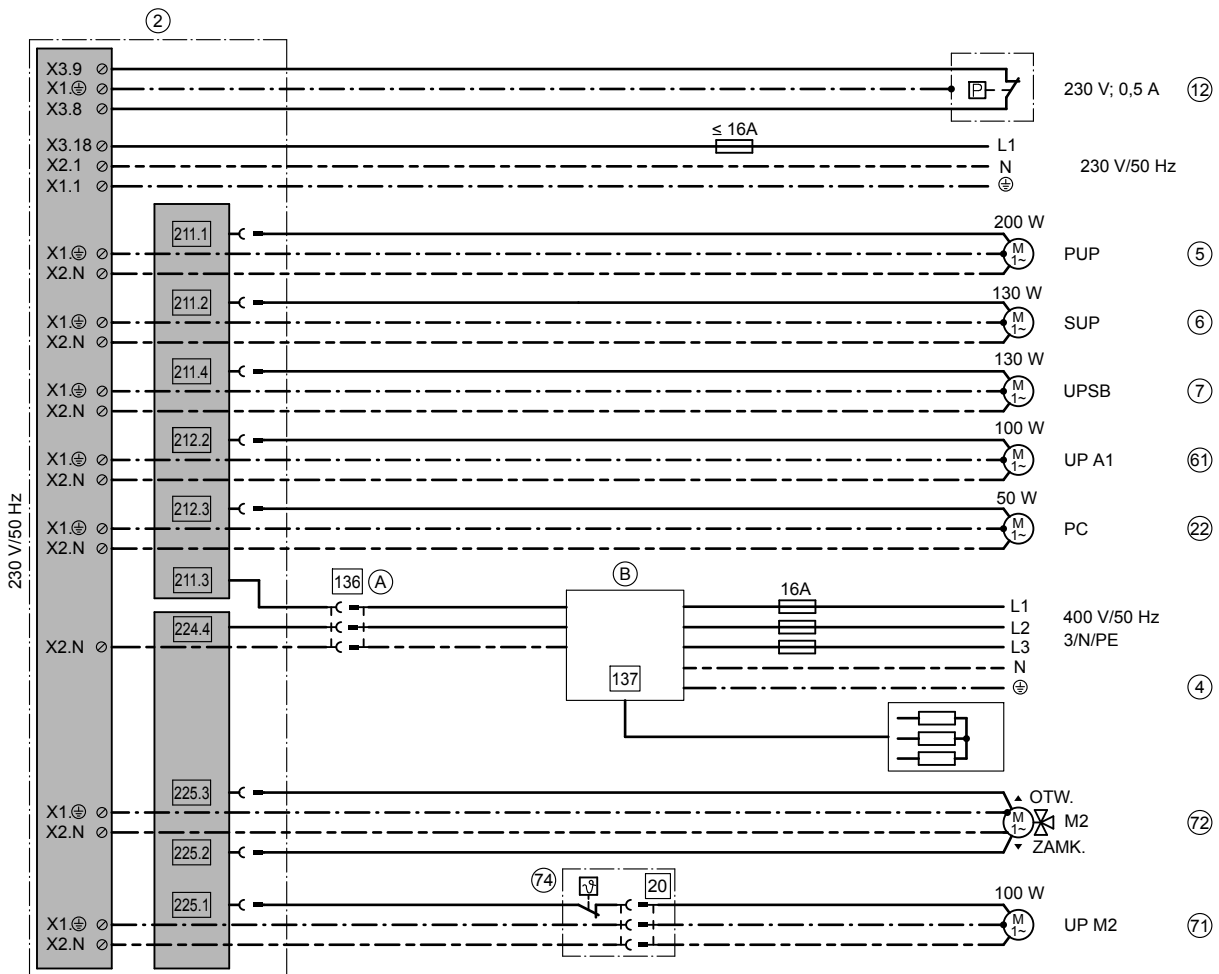 2
X3.9
X1.⏚
X3.8
230 V; 0,5 A 12
X3.18
≤ 16A
L1
X2.1
N
230 V/50 Hz
X1.1
⏚
211.1
200 W
X1.⏚
X2.N
M
1~
PUP 5
211.2
130 W
X1.⏚
X2.N
M
1~
SUP 6
211.4
130 W
X1.⏚
X2.N
M
1~
UPSB 7
212.2
100 W
X1.⏚
X2.N
M
1~
UP A1 61
212.3
50 W
X1.⏚
X2.N
M
1~
PC 22
230 V/50 Hz
211.3
136 A
B
16A
L1
L2
L3
N
⏚
400 V/50 Hz
3/N/PE
224.4
X2.N
137
4
225.3
OTW.
X1.⏚
X2.N
M
1~
M2 72
225.2
ZAMK.
74
ϑ
20
225.1
100 W
X1.⏚
X2.N
M
1~
UP M2 71
P